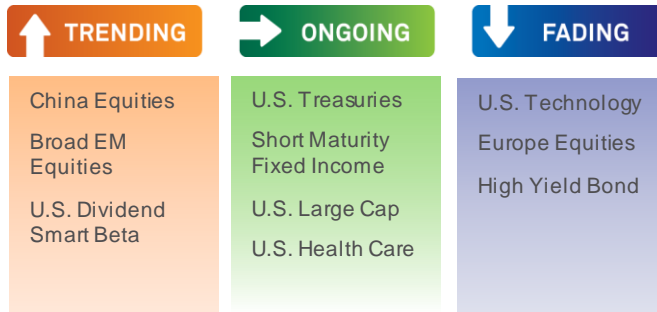 TRENDING
China Equities
Broad EM
Equities
U.S. Dividend
Smart Beta
ONGOING
U.S. Treasuries
Short Maturity
Fixed Income
U.S. Large Cap
U.S. Health Care
FADING
U.S. Technology
Europe Equities
High Yield Bond